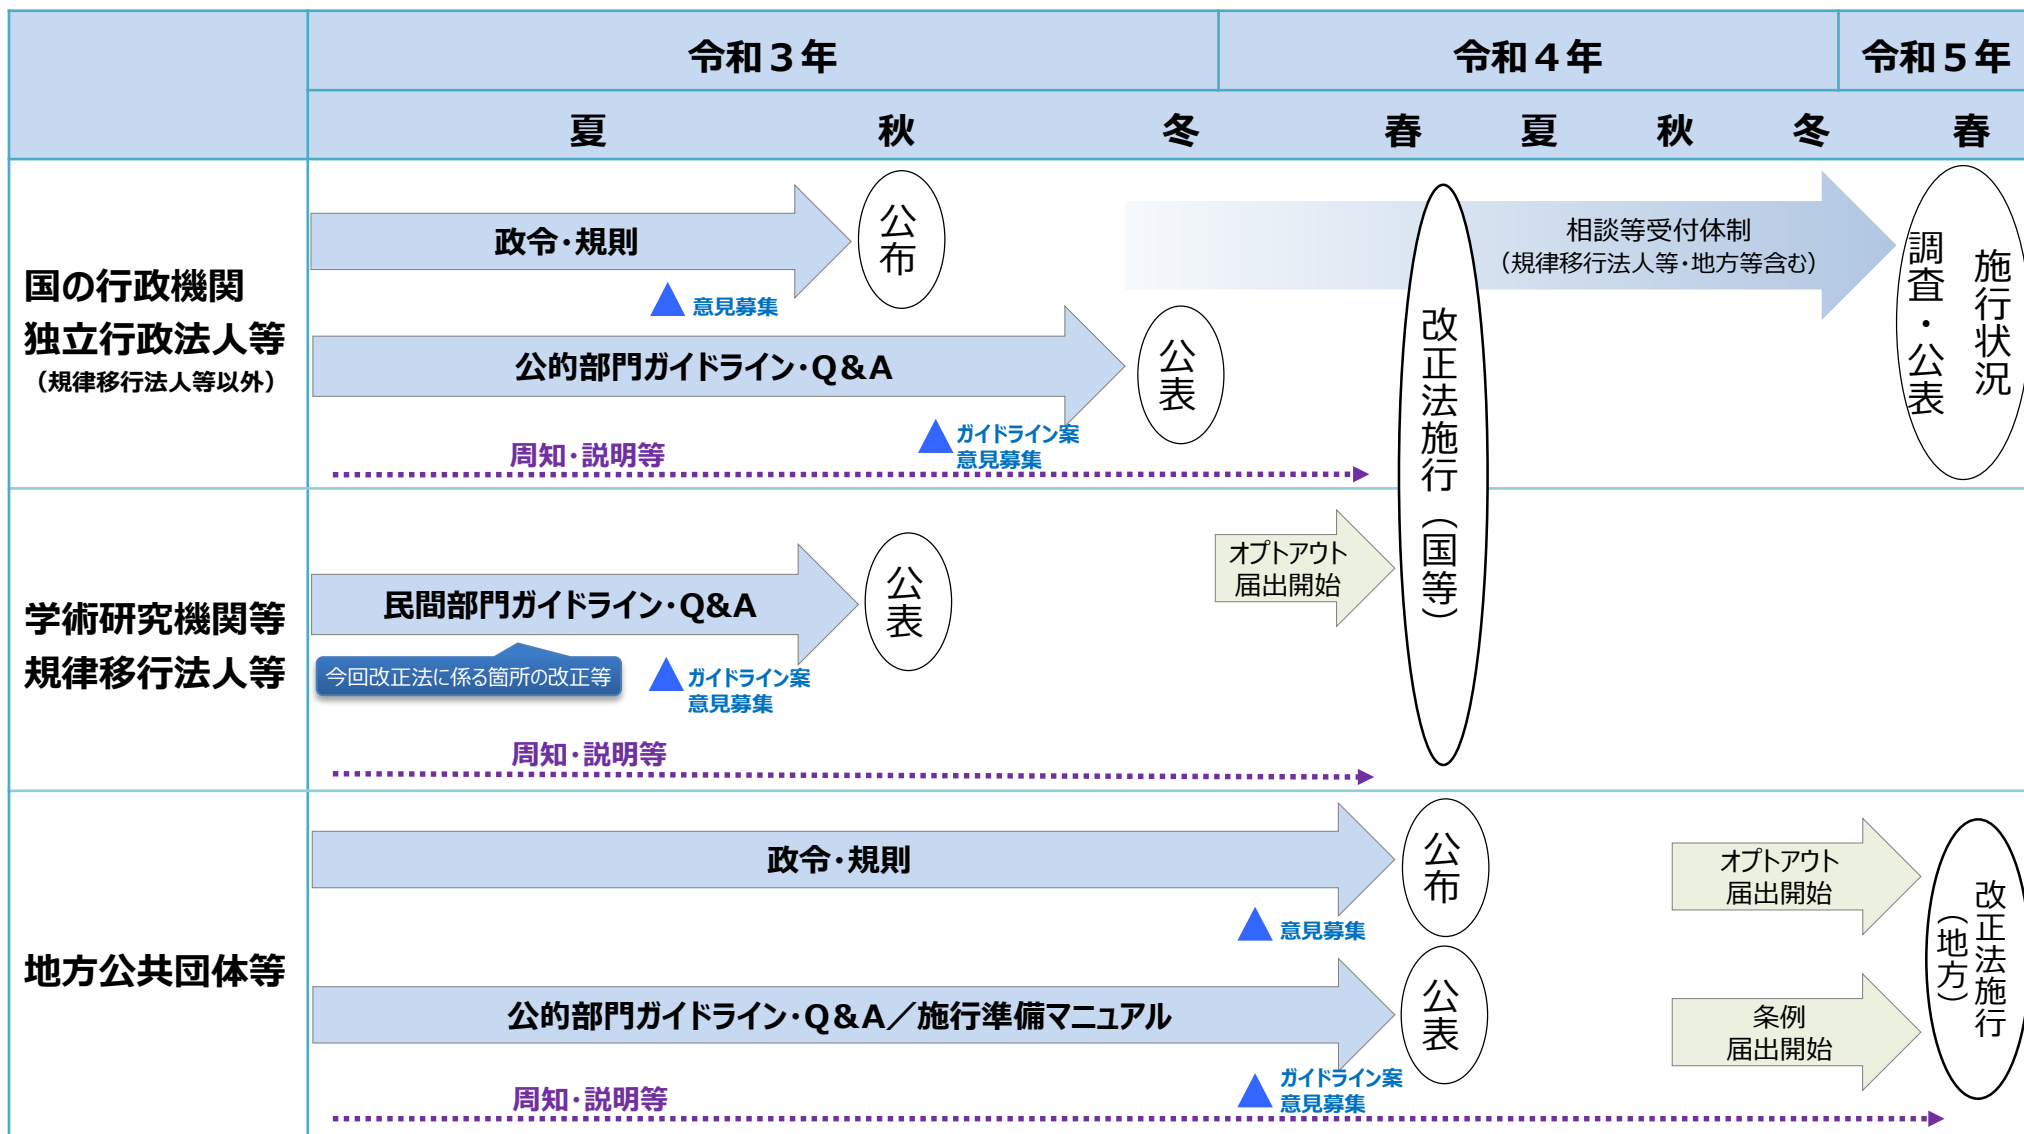 令和３年
令和４年
令和５年
夏
秋
冬
春
夏
秋
冬
春
国の行政機関
独立行政法人等
（規律移行法人等以外）
政令・規則
意見募集
公布
公的部門ガイドライン・Q&A
ガイドライン案
意見募集
公表
周知・説明等
相談等受付体制
（規律移行法人等・地方等含む）
改正法施行（国等）
施行状況
調査・公表
学術研究機関等
規律移行法人等
民間部門ガイドライン・Q&A
今回改正法に係る箇所の改正等
ガイドライン案
意見募集
公表
オプトアウト
届出開始
周知・説明等
地方公共団体等
政令・規則
意見募集
公布
公的部門ガイドライン・Q&A／施行準備マニュアル
ガイドライン案
意見募集
公表
オプトアウト
届出開始
条例
届出開始
改正法施行
（地方）
周知・説明等